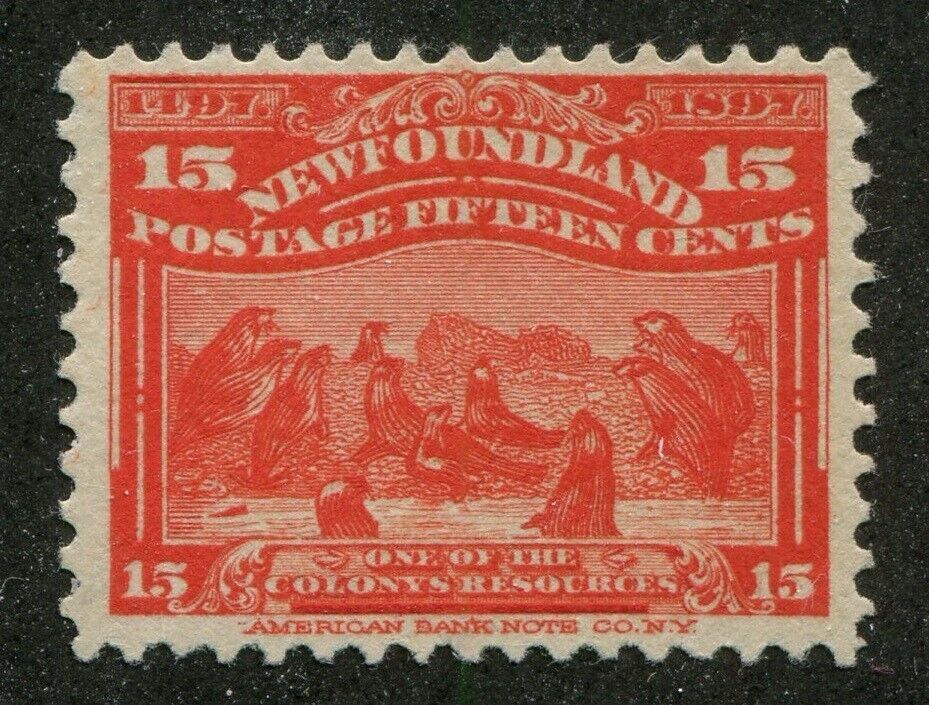 1497. 1897.
15 NEWFOUNDLAND 15
POSTAGE FIFTEEN CENTS
15 ONE OF THE 15
COLONYS RESOURCES
AMERICAN BANK NOTE CO. N.Y.